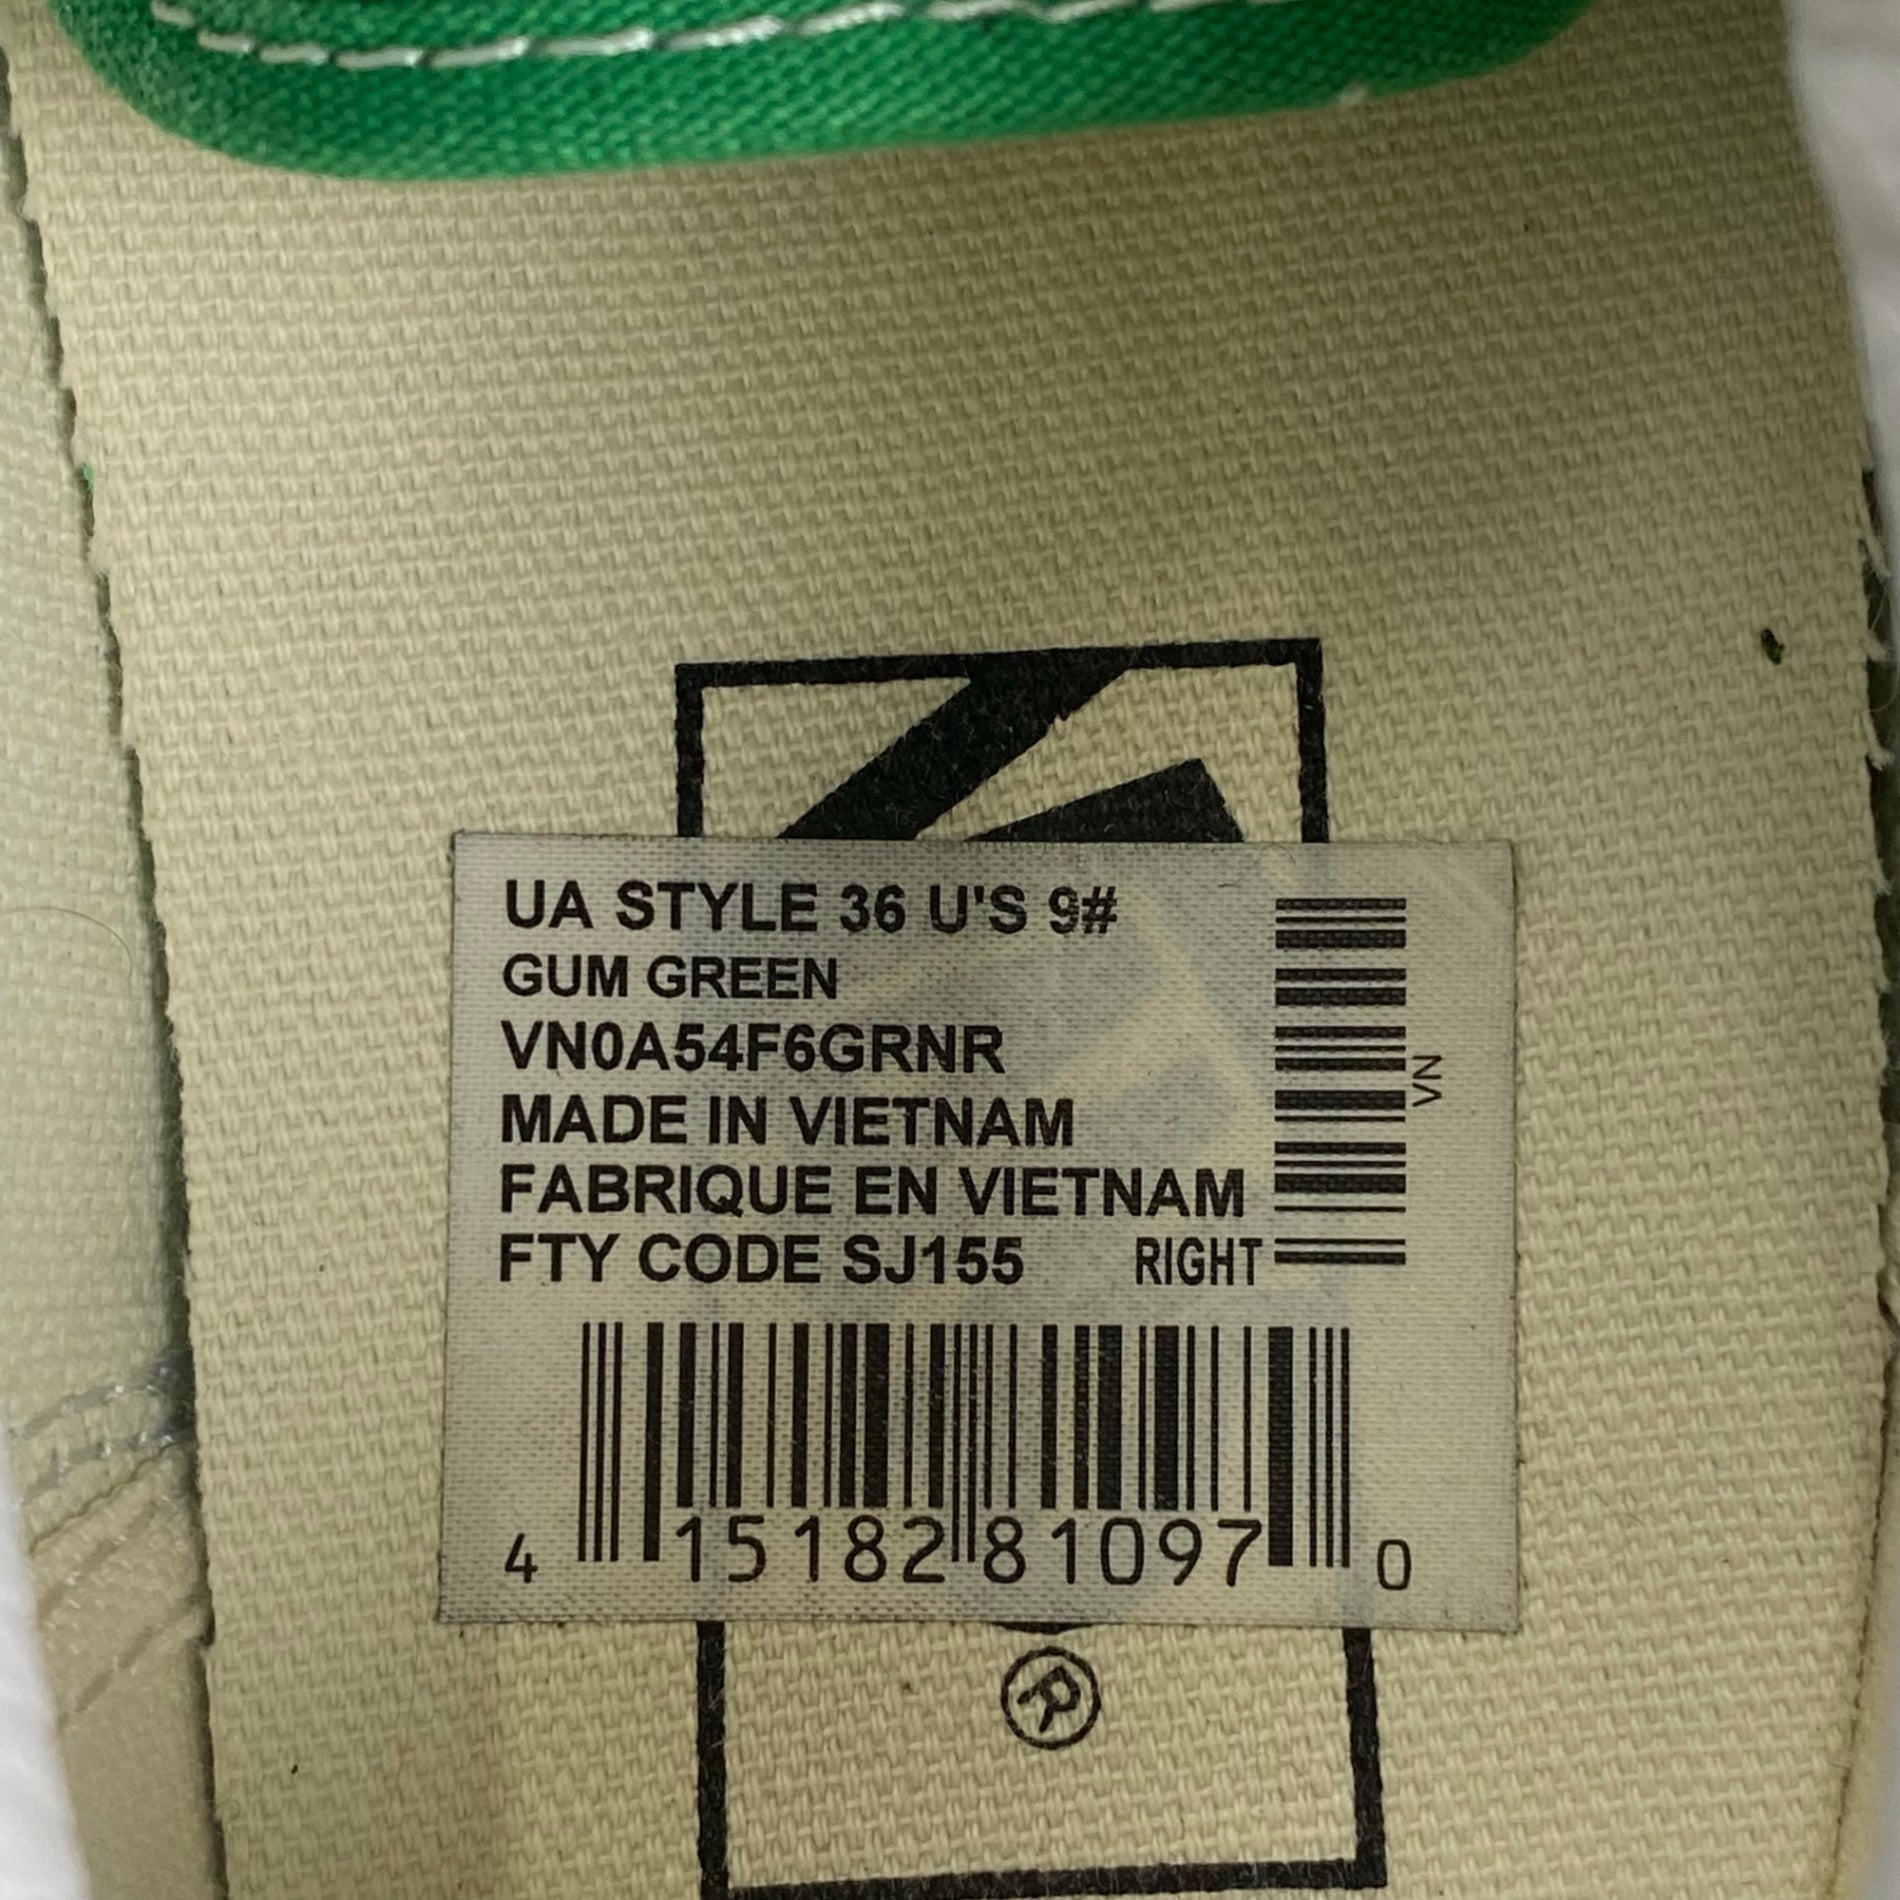 UA STYLE 36 U'S 9#
GUM GREEN
VN0A54F6GRNR
MADE IN VIETNAM
FABRIQUE EN VIETNAM
FTY CODE SJ155 RIGHT
VN
4 15182 81097 0
®